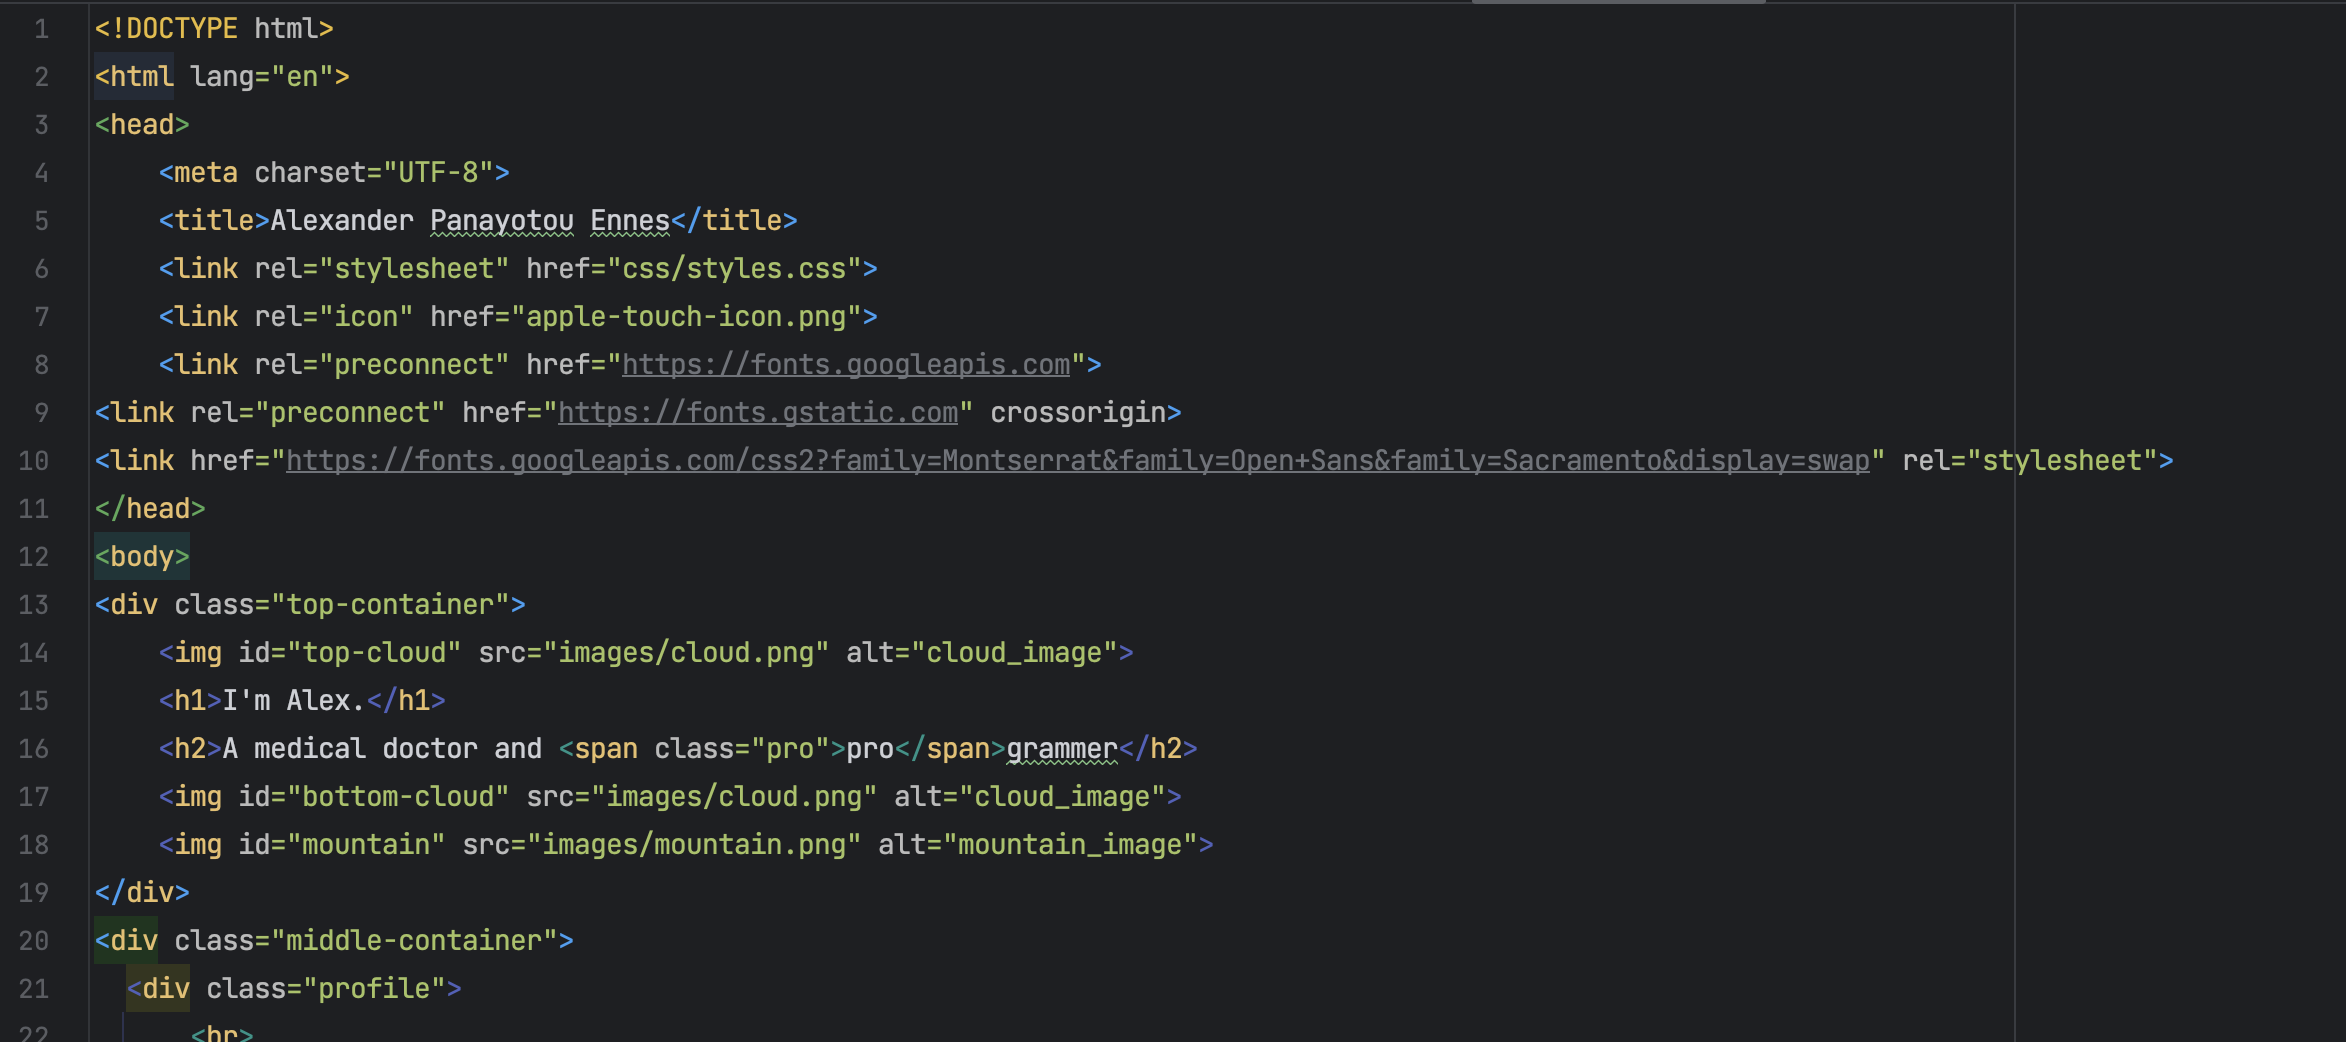 1 <!DOCTYPE html>
2 <html lang="en">
3 <head>
4     <meta charset="UTF-8">
5     <title>Alexander Panayotou Ennes</title>
6     <link rel="stylesheet" href="css/styles.css">
7     <link rel="icon" href="apple-touch-icon.png">
8     <link rel="preconnect" href="https://fonts.googleapis.com">
9 <link rel="preconnect" href="https://fonts.gstatic.com" crossorigin>
10 <link href="https://fonts.googleapis.com/css2?family=Montserrat&family=Open+Sans&family=Sacramento&display=swap" rel="stylesheet">
11 </head>
12 <body>
13 <div class="top-container">
14     <img id="top-cloud" src="images/cloud.png" alt="cloud_image">
15     <h1>I'm Alex.</h1>
16     <h2>A medical doctor and <span class="pro">pro</span>grammer</h2>
17     <img id="bottom-cloud" src="images/cloud.png" alt="cloud_image">
18     <img id="mountain" src="images/mountain.png" alt="mountain_image">
19 </div>
20 <div class="middle-container">
21   <div class="profile">
22       <hr>